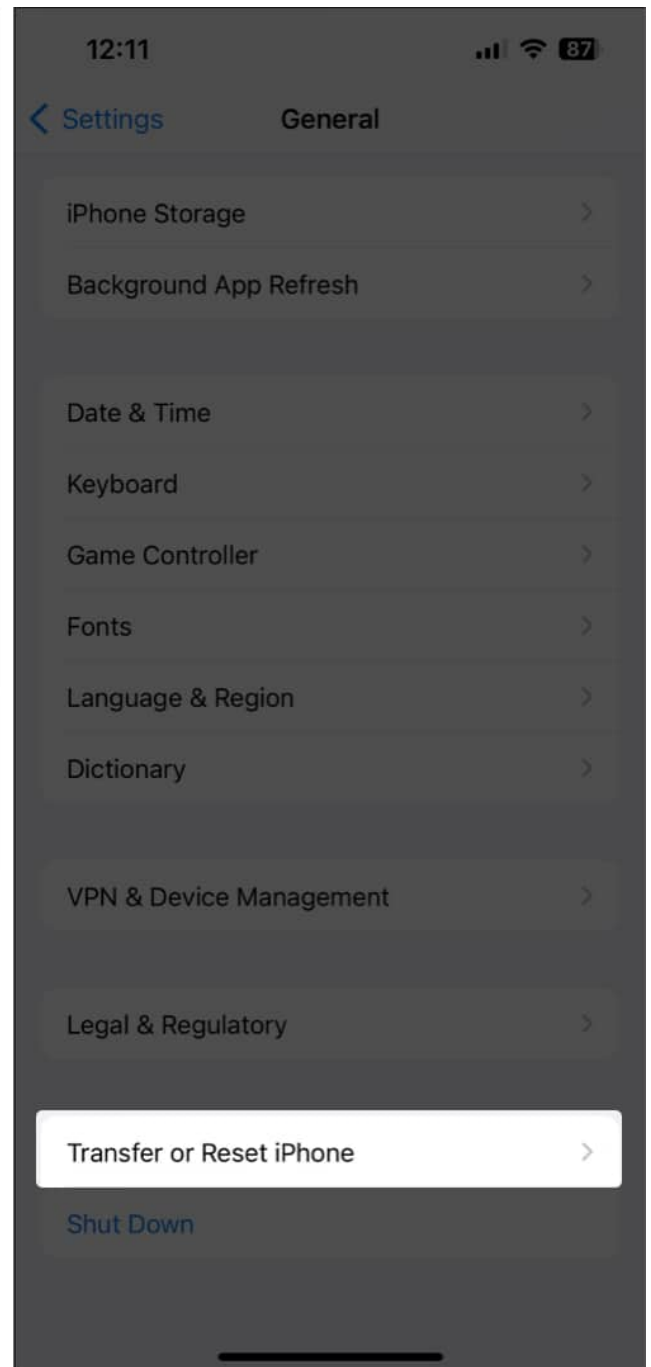 12:11
87
Settings
General
iPhone Storage
Background App Refresh
Date & Time
Keyboard
Game Controller
Fonts
Language & Region
Dictionary
VPN & Device Management
Legal & Regulatory
Transfer or Reset iPhone
Shut Down